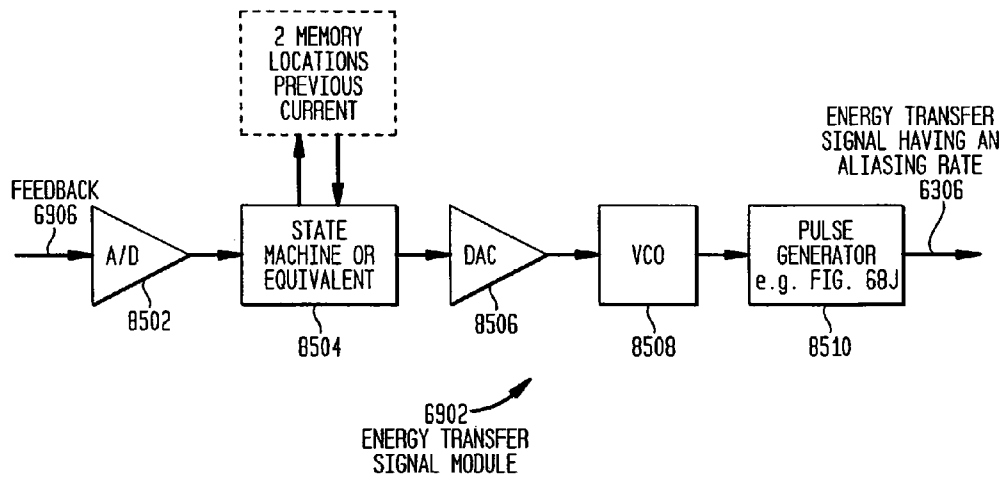 2 MEMORY
LOCATIONS
PREVIOUS
CURRENT
ENERGY TRANSFER
SIGNAL HAVING AN
ALIASING RATE
6306
FEEDBACK
6906
A/D
8502
STATE
MACHINE OR
EQUIVALENT
8504
DAC
8506
VCO
8508
PULSE
GENERATOR
e.g. FIG. 68J
8510
6902
ENERGY TRANSFER
SIGNAL MODULE